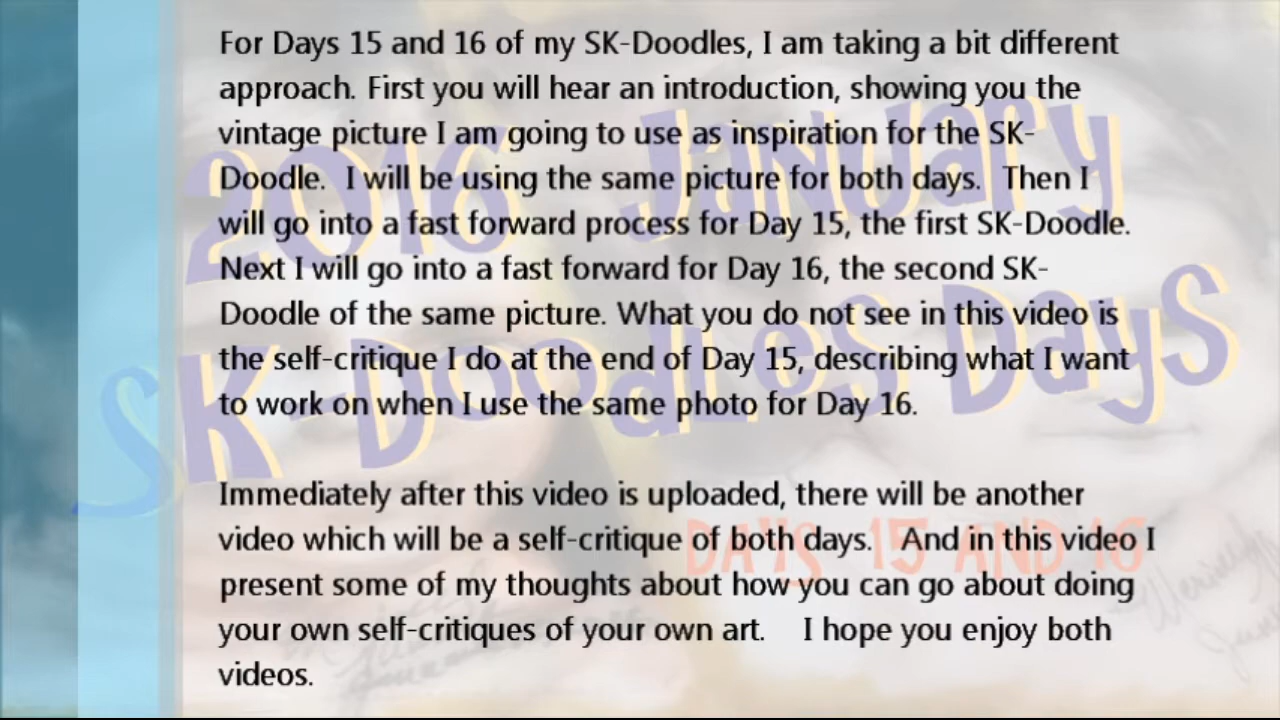 For Days 15 and 16 of my SK-Doodles, I am taking a bit different
approach. First you will hear an introduction, showing you the
vintage picture I am going to use as inspiration for the SK-
Doodle.  I will be using the same picture for both days.  Then I
will go into a fast forward process for Day 15, the first SK-Doodle.
Next I will go into a fast forward for Day 16, the second SK-
Doodle of the same picture. What you do not see in this video is
the self-critique I do at the end of Day 15, describing what I want
to work on when I use the same photo for Day 16.
Immediately after this video is uploaded, there will be another
video which will be a self-critique of both days.   And in this video I
present some of my thoughts about how you can go about doing
your own self-critiques of your own art.    I hope you enjoy both
videos.
2016 January
SK-Doodles Days
DAYS 15 AND 16